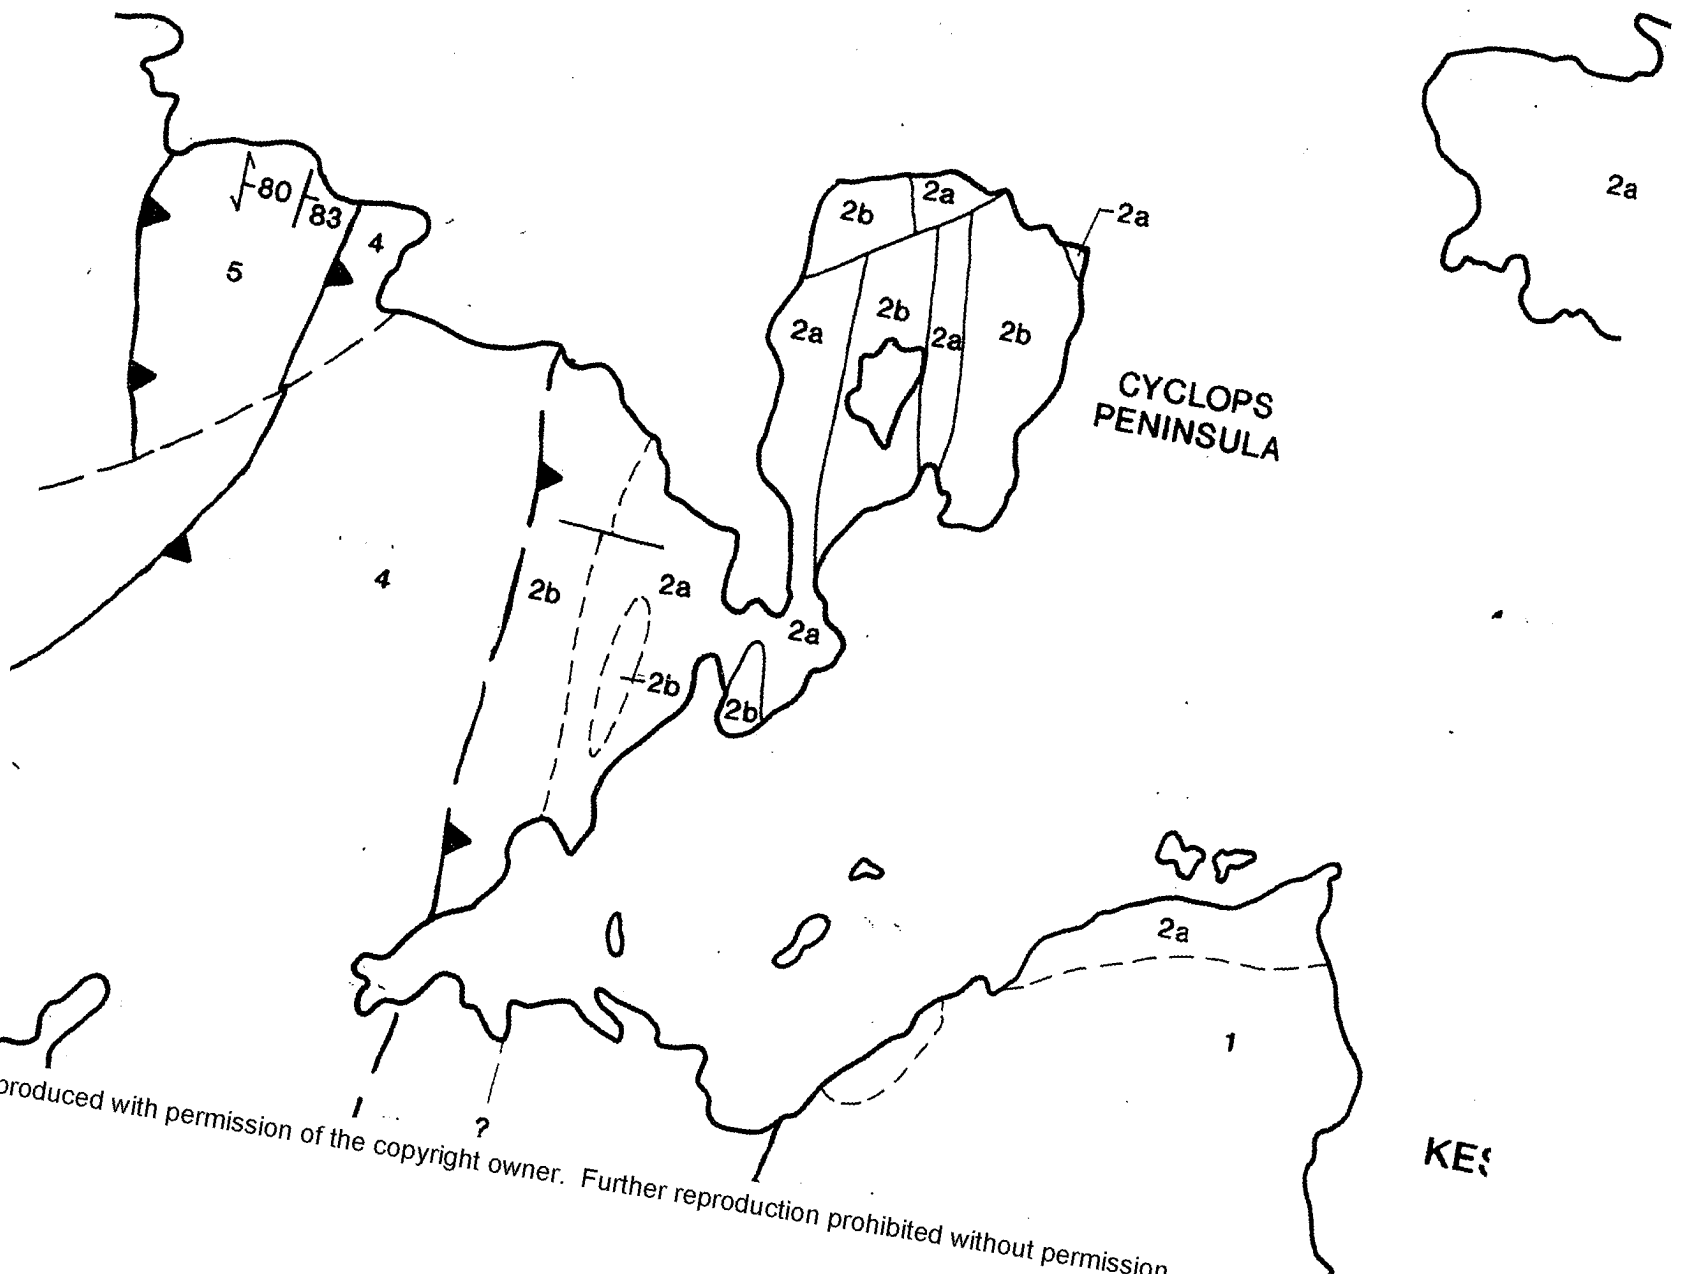 2a
80
83
4
5
2b
2a
2a
2a
2b
2a
2b
CYCLOPS
PENINSULA
4
2b
2a
2a
2b
2b
2a
1
?
KES
produced with permission of the copyright owner. Further reproduction prohibited without permission